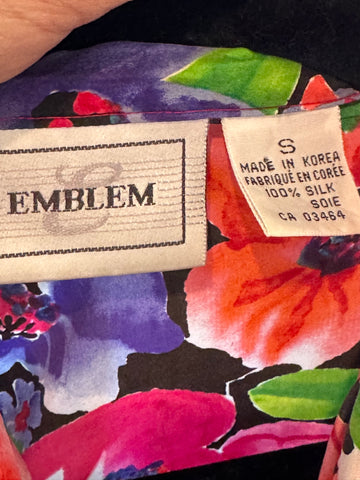 E
EMBLEM
S
MADE IN KOREA
FABRIQUÉ EN CORÉE
100% SILK
SOIE
CA 03464